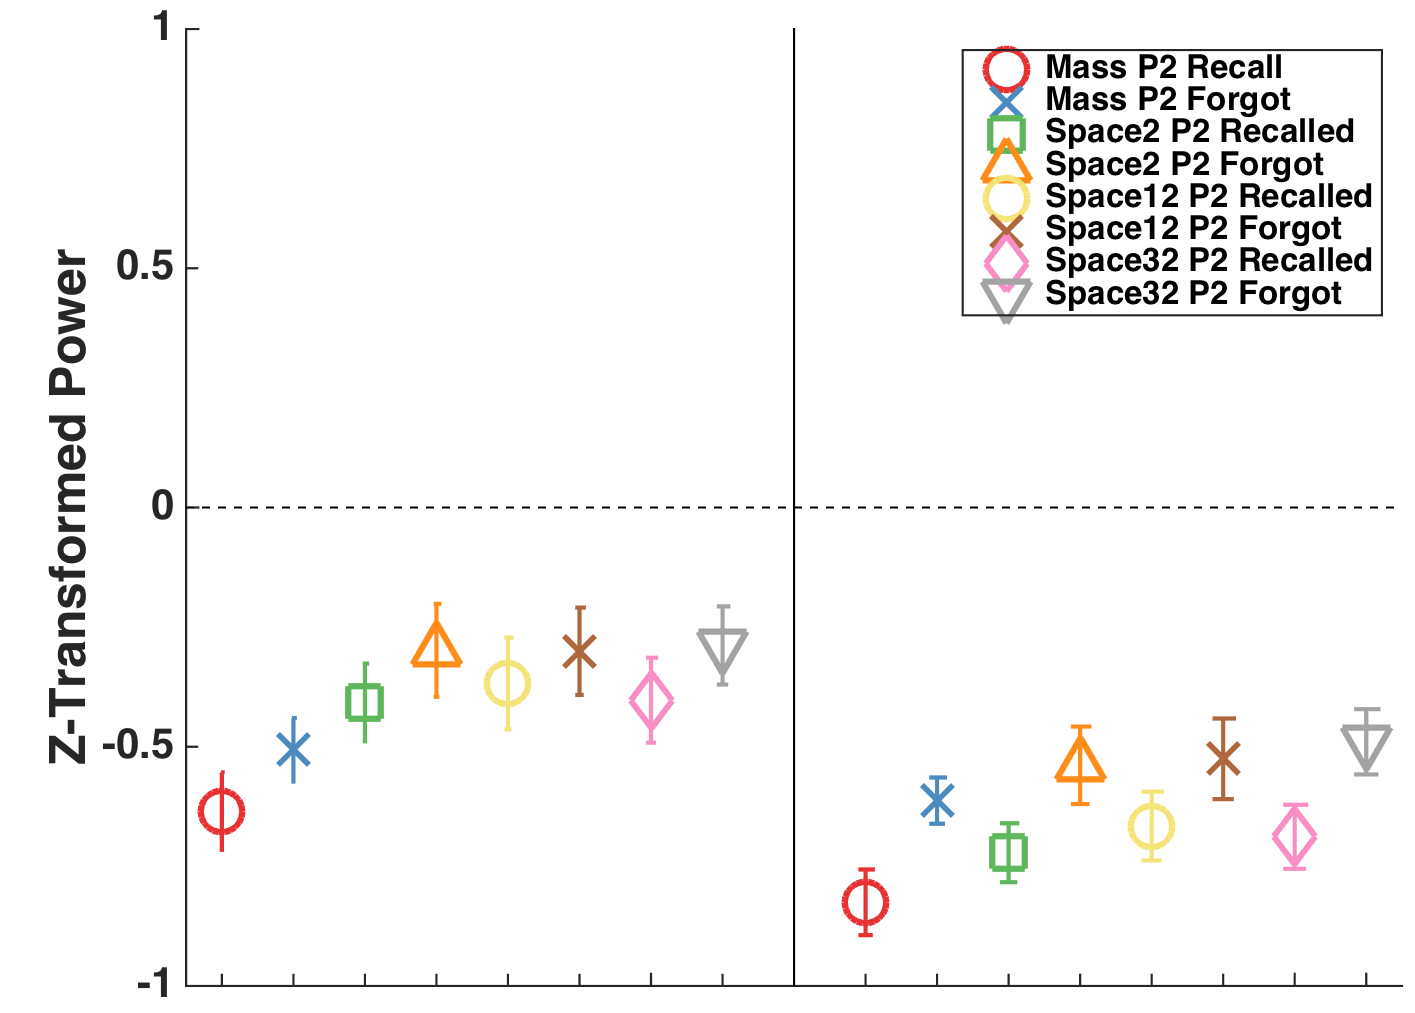 1
0.5
0
-0.5
-1
Z-Transformed Power
Mass P2 Recall
Mass P2 Forgot
Space2 P2 Recalled
Space2 P2 Forgot
Space12 P2 Recalled
Space12 P2 Forgot
Space32 P2 Recalled
Space32 P2 Forgot